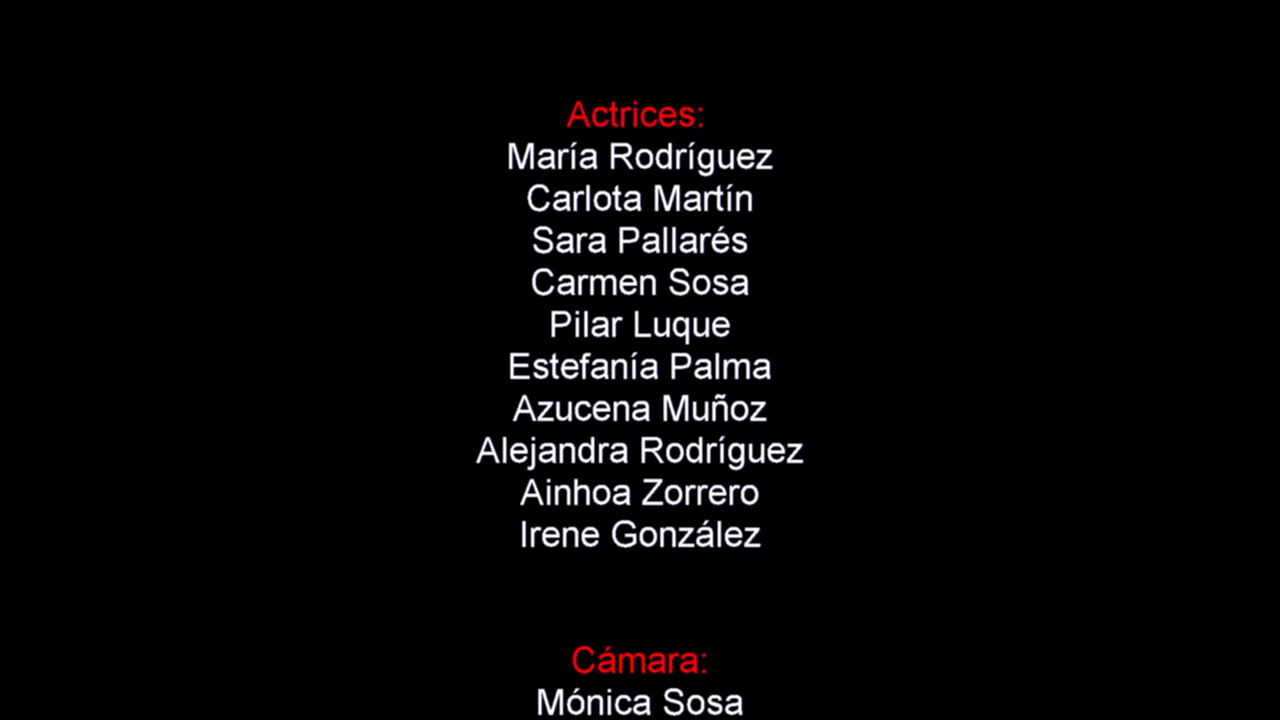 Actrices:
María Rodríguez
Carlota Martín
Sara Pallarés
Carmen Sosa
Pilar Luque
Estefanía Palma
Azucena Muñoz
Alejandra Rodríguez
Ainhoa Zorrero
Irene González
Cámara:
Mónica Sosa